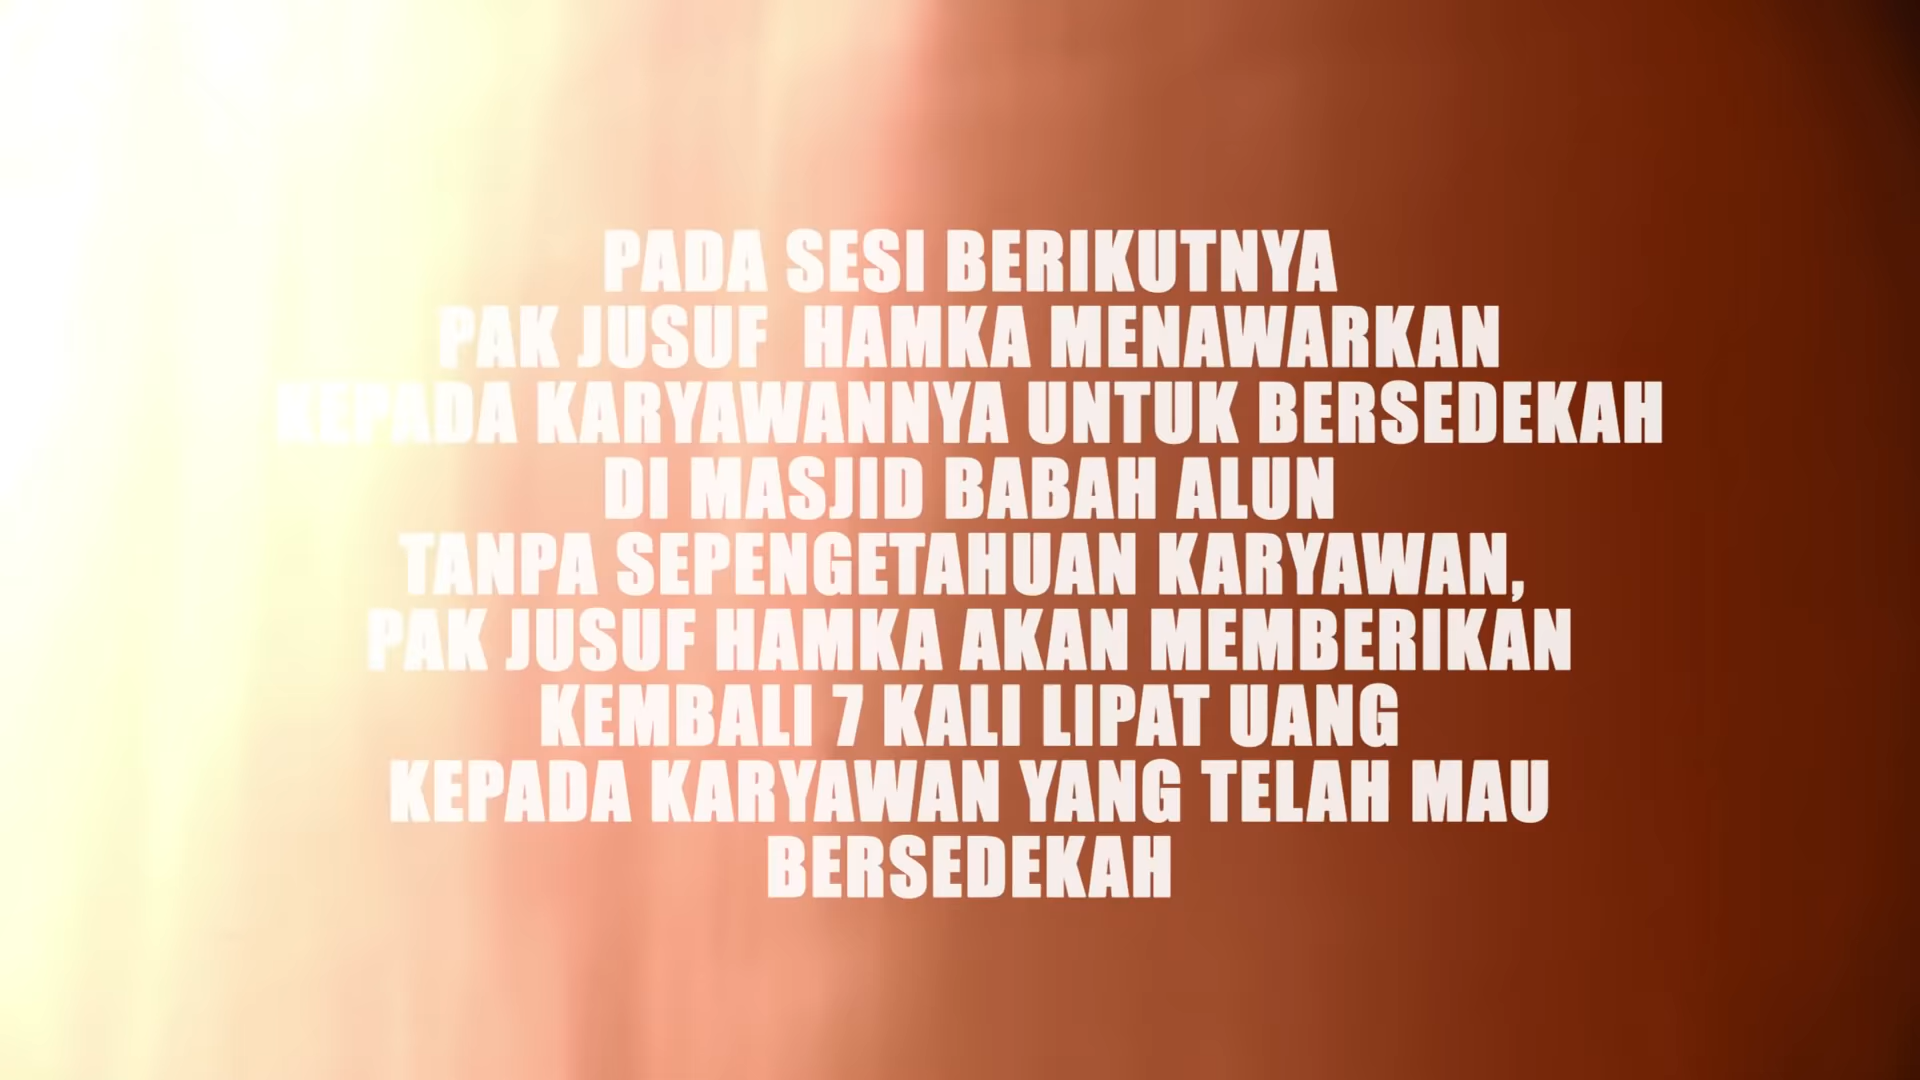 PADA SESI BERIKUTNYA
PAK JUSUF HAMKA MENAWARKAN
KEPADA KARYAWANNYA UNTUK BERSEDEKAH
DI MASJID BABAH ALUN
TANPA SEPENGETAHUAN KARYAWAN,
PAK JUSUF HAMKA AKAN MEMBERIKAN
KEMBALI 7 KALI LIPAT UANG
KEPADA KARYAWAN YANG TELAH MAU
BERSEDEKAH